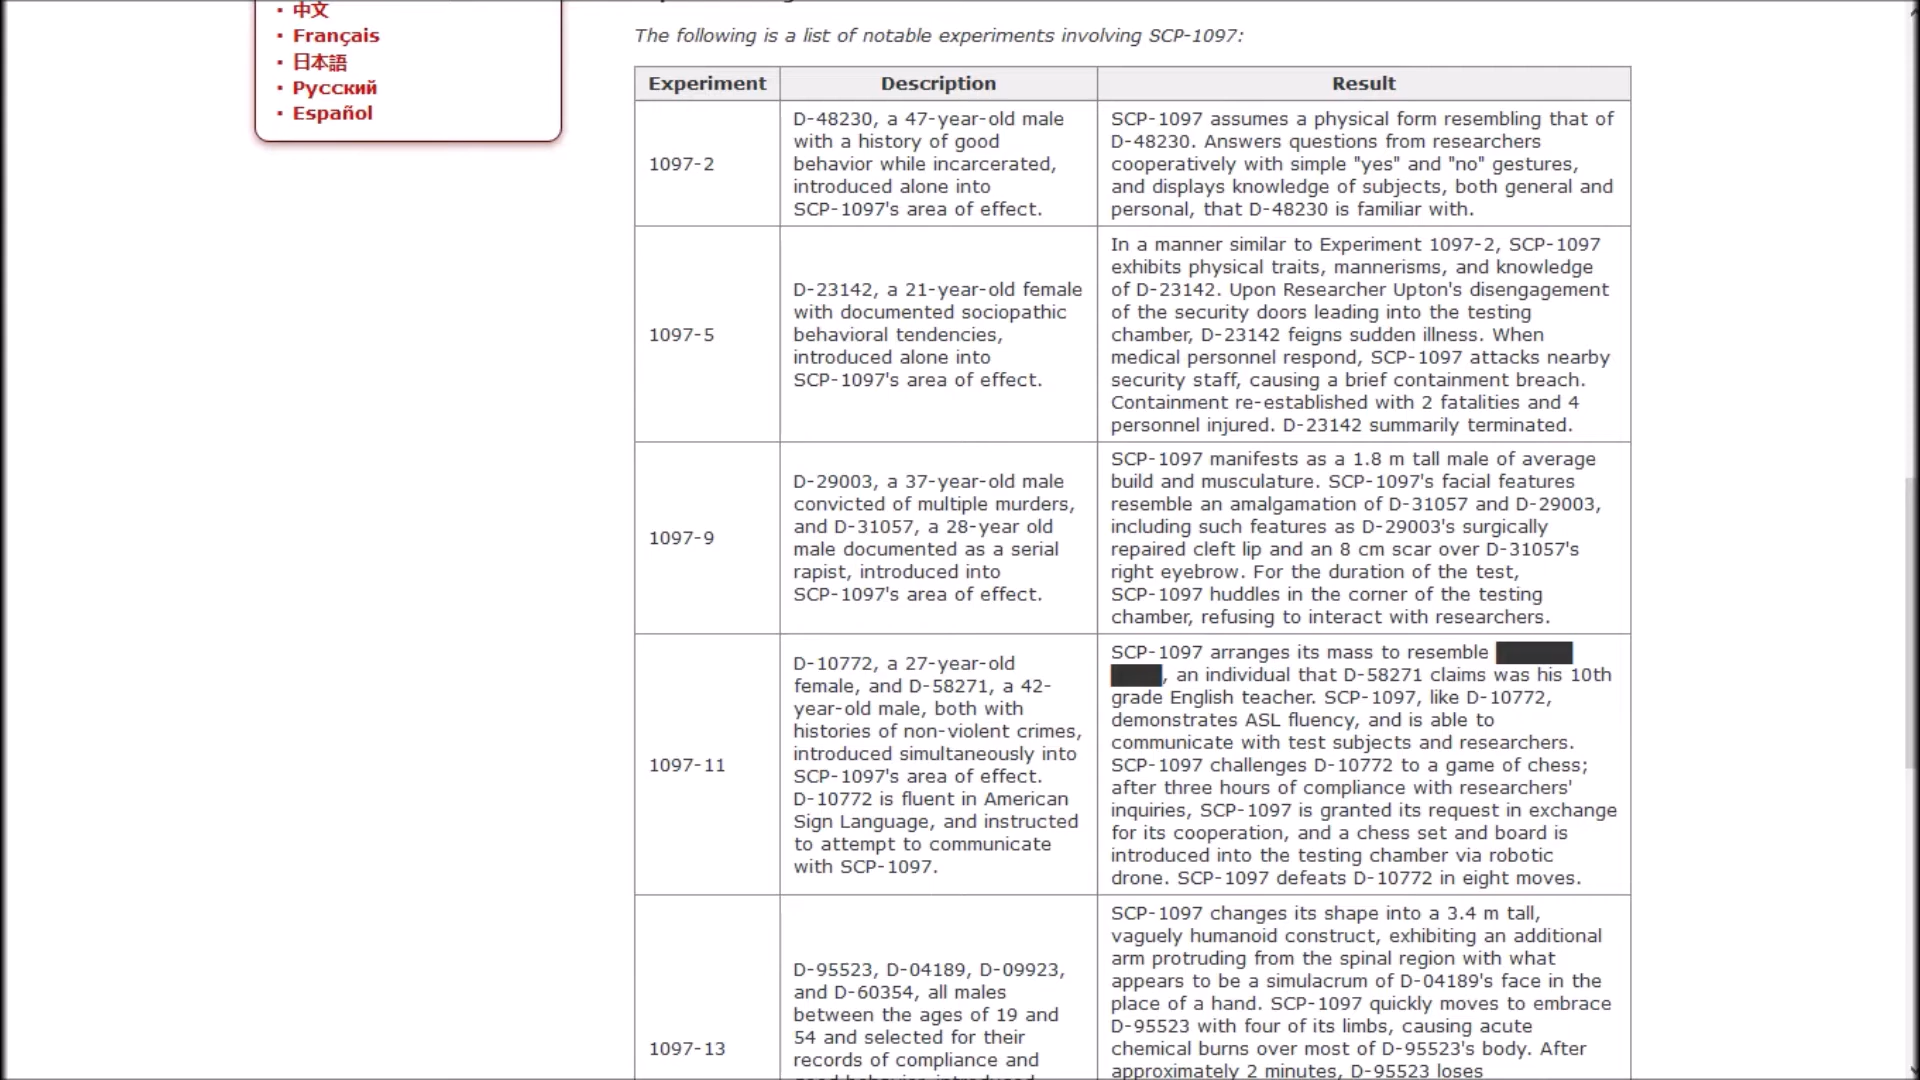 中文
Français
日本語
Русский
Español
The following is a list of notable experiments involving SCP-1097:
Experiment
Description
Result
1097-2
D-48230, a 47-year-old male
with a history of good
behavior while incarcerated,
introduced alone into
SCP-1097's area of effect.
SCP-1097 assumes a physical form resembling that of
D-48230. Answers questions from researchers
cooperatively with simple "yes" and "no" gestures,
and displays knowledge of subjects, both general and
personal, that D-48230 is familiar with.
1097-5
D-23142, a 21-year-old female
with documented sociopathic
behavioral tendencies,
introduced alone into
SCP-1097's area of effect.
In a manner similar to Experiment 1097-2, SCP-1097
exhibits physical traits, mannerisms, and knowledge
of D-23142. Upon Researcher Upton's disengagement
of the security doors leading into the testing
chamber, D-23142 feigns sudden illness. When
medical personnel respond, SCP-1097 attacks nearby
security staff, causing a brief containment breach.
Containment re-established with 2 fatalities and 4
personnel injured. D-23142 summarily terminated.
1097-9
D-29003, a 37-year-old male
convicted of multiple murders,
and D-31057, a 28-year old
male documented as a serial
rapist, introduced into
SCP-1097's area of effect.
SCP-1097 manifests as a 1.8 m tall male of average
build and musculature. SCP-1097's facial features
resemble an amalgamation of D-31057 and D-29003,
including such features as D-29003's surgically
repaired cleft lip and an 8 cm scar over D-31057's
right eyebrow. For the duration of the test,
SCP-1097 huddles in the corner of the testing
chamber, refusing to interact with researchers.
1097-11
D-10772, a 27-year-old
female, and D-58271, a 42-
year-old male, both with
histories of non-violent crimes,
introduced simultaneously into
SCP-1097's area of effect.
D-10772 is fluent in American
Sign Language, and instructed
to attempt to communicate
with SCP-1097.
SCP-1097 arranges its mass to resemble ██████
████, an individual that D-58271 claims was his 10th
grade English teacher. SCP-1097, like D-10772,
demonstrates ASL fluency, and is able to
communicate with test subjects and researchers.
SCP-1097 challenges D-10772 to a game of chess;
after three hours of compliance with researchers'
inquiries, SCP-1097 is granted its request in exchange
for its cooperation, and a chess set and board is
introduced into the testing chamber via robotic
drone. SCP-1097 defeats D-10772 in eight moves.
1097-13
D-95523, D-04189, D-09923,
and D-60354, all males
between the ages of 19 and
54 and selected for their
records of compliance and
SCP-1097 changes its shape into a 3.4 m tall,
vaguely humanoid construct, exhibiting an additional
arm protruding from the spinal region with what
appears to be a simulacrum of D-04189's face in the
place of a hand. SCP-1097 quickly moves to embrace
D-95523 with four of its limbs, causing acute
chemical burns over most of D-95523's body. After
approximately 2 minutes, D-95523 loses